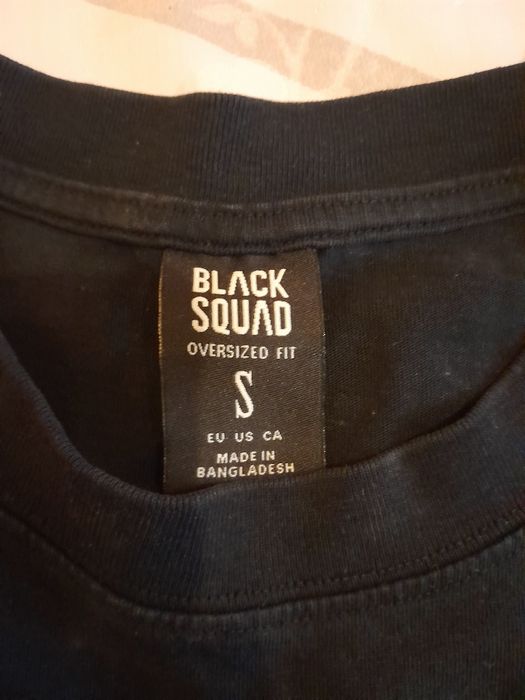 BLACK
SQUAD
OVERSIZED FIT
S
EU US CA
MADE IN
BANGLADESH